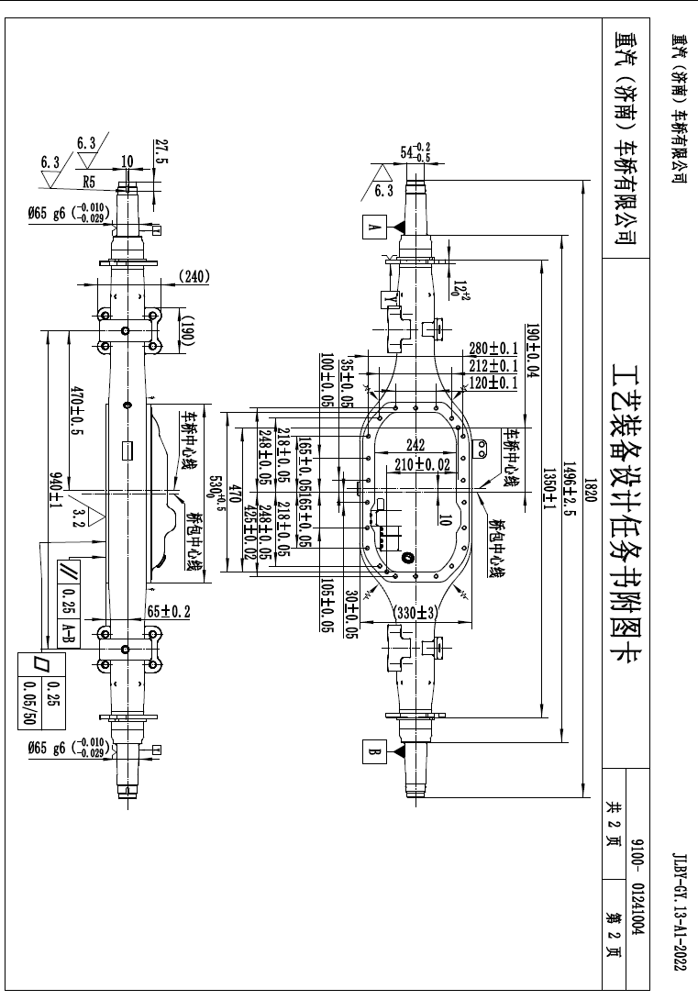 重汽（济南）车桥有限公司
JLBY-GY.13-A1-2022
重汽（济南）车桥有限公司
工艺装备设计任务书附图卡
9100- 01241004
共 2 页
第 2 页
1820
1496±2.5
1350±1
190±0.04
12 +2 0
54 -0.2 -0.5
6.3
A
Y
280±0.1
212±0.1
120±0.1
35±0.05
100±0.05
车桥中心线
桥包中心线
242
210±0.02
10
165±0.05
165±0.05
218±0.05
218±0.05
248±0.05
248±0.05
425±0.02
470
530 +0.5 0
30±0.05
105±0.05
(330±3)
B
27.5
10
6.3
6.3
R5
Ø65 g6 (-0.010 -0.029)
(240)
(190)
470±0.5
940±1
车桥中心线
桥包中心线
3.2
65±0.2
0.25 A-B
0.25
0.05/50
Ø65 g6 (-0.010 -0.029)